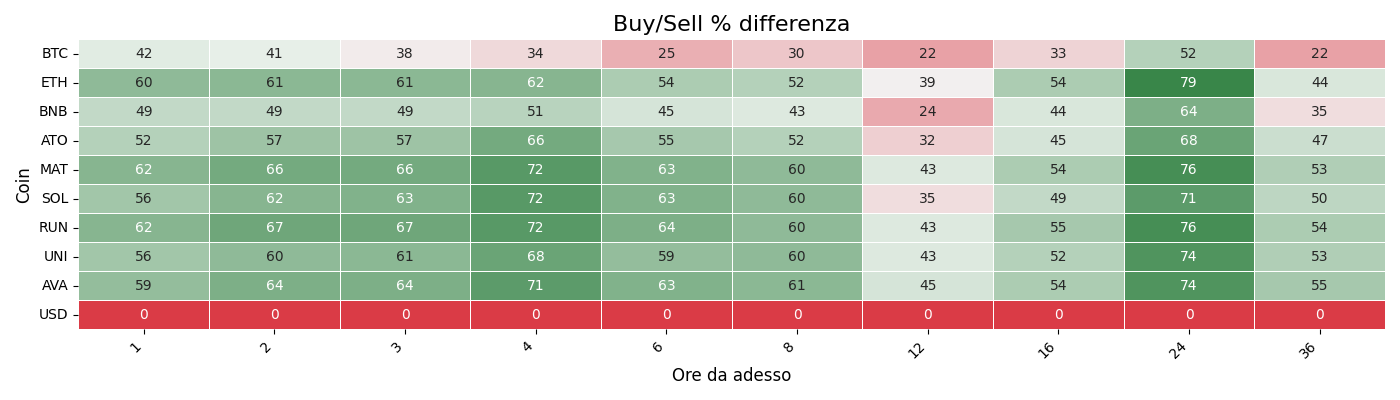 Buy/Sell % differenza
Coin
BTC 42 41 38 34 25 30 22 33 52 22
ETH 60 61 61 62 54 52 39 54 79 44
BNB 49 49 49 51 45 43 24 44 64 35
ATO 52 57 57 66 55 52 32 45 68 47
MAT 62 66 66 72 63 60 43 54 76 53
SOL 56 62 63 72 63 60 35 49 71 50
RUN 62 67 67 72 64 60 43 55 76 54
UNI 56 60 61 68 59 60 43 52 74 53
AVA 59 64 64 71 63 61 45 54 74 55
USD 0 0 0 0 0 0 0 0 0 0
1 2 3 4 6 8 12 16 24 36
Ore da adesso